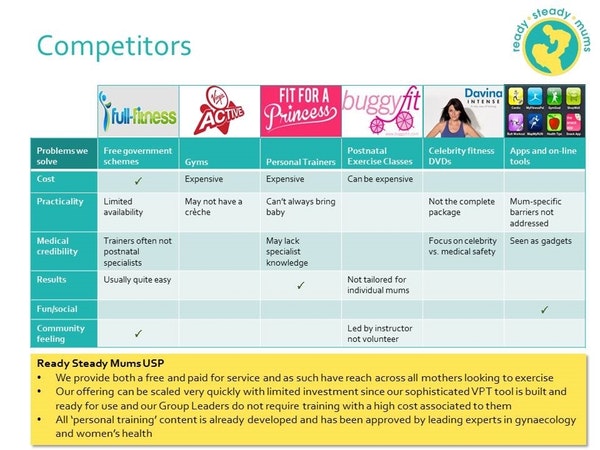 Competitors
ready • steady • mums
full-fitness
Virgin
ACTIVE
FIT FOR A
Princess
buggyfit
Davina
INTENSE
Problems we
solve
Free government
schemes
Gyms
Personal Trainers
Postnatal
Exercise Classes
Celebrity fitness
DVDs
Apps and on-line
tools
Cost
✓
Expensive
Expensive
Can be expensive
Practicality
Limited
availability
May not have a
crèche
Can't always bring
baby
Not the complete
package
Mum-specific
barriers not
addressed
Medical
credibility
Trainers often not
postnatal
specialists
May lack
specialist
knowledge
Focus on celebrity
vs. medical safety
Seen as gadgets
Results
Usually quite easy
✓
Not tailored for
individual mums
Fun/social
✓
Community
feeling
✓
Led by instructor
not volunteer
Ready Steady Mums USP
• We provide both a free and paid for service and as such have reach across all mothers looking to exercise
• Our offering can be scaled very quickly with limited investment since our sophisticated VPT tool is built and
ready for use and our Group Leaders do not require training with a high cost associated to them
• All 'personal training' content is already developed and has been approved by leading experts in gynaecology
and women's health